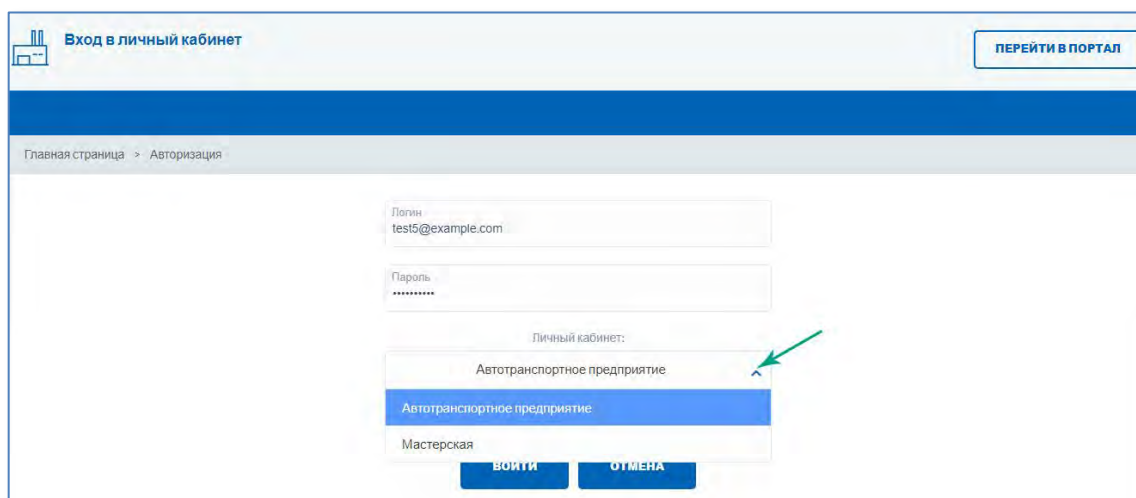 Вход в личный кабинет
ПЕРЕЙТИ В ПОРТАЛ
Главная страница > Авторизация
Логин
test5@example.com
Пароль
••••••••••
Личный кабинет:
Автотранспортное предприятие
Автотранспортное предприятие
Мастерская
ВОЙТИ ОТМЕНА